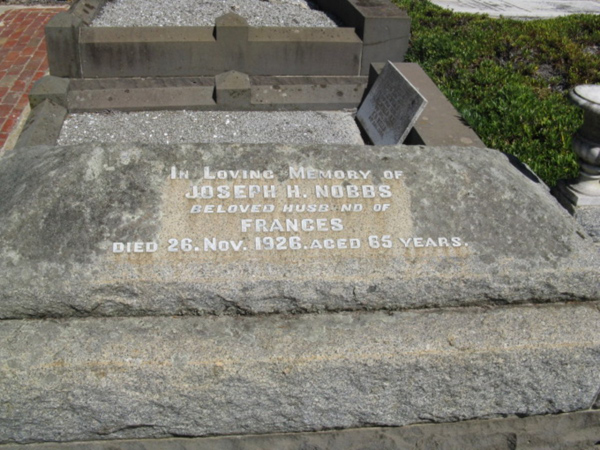 In Loving Memory of
JOSEPH H. NOBBS
BELOVED HUSBAND OF
FRANCES
DIED 26. NOV. 1926. AGED 65 YEARS.